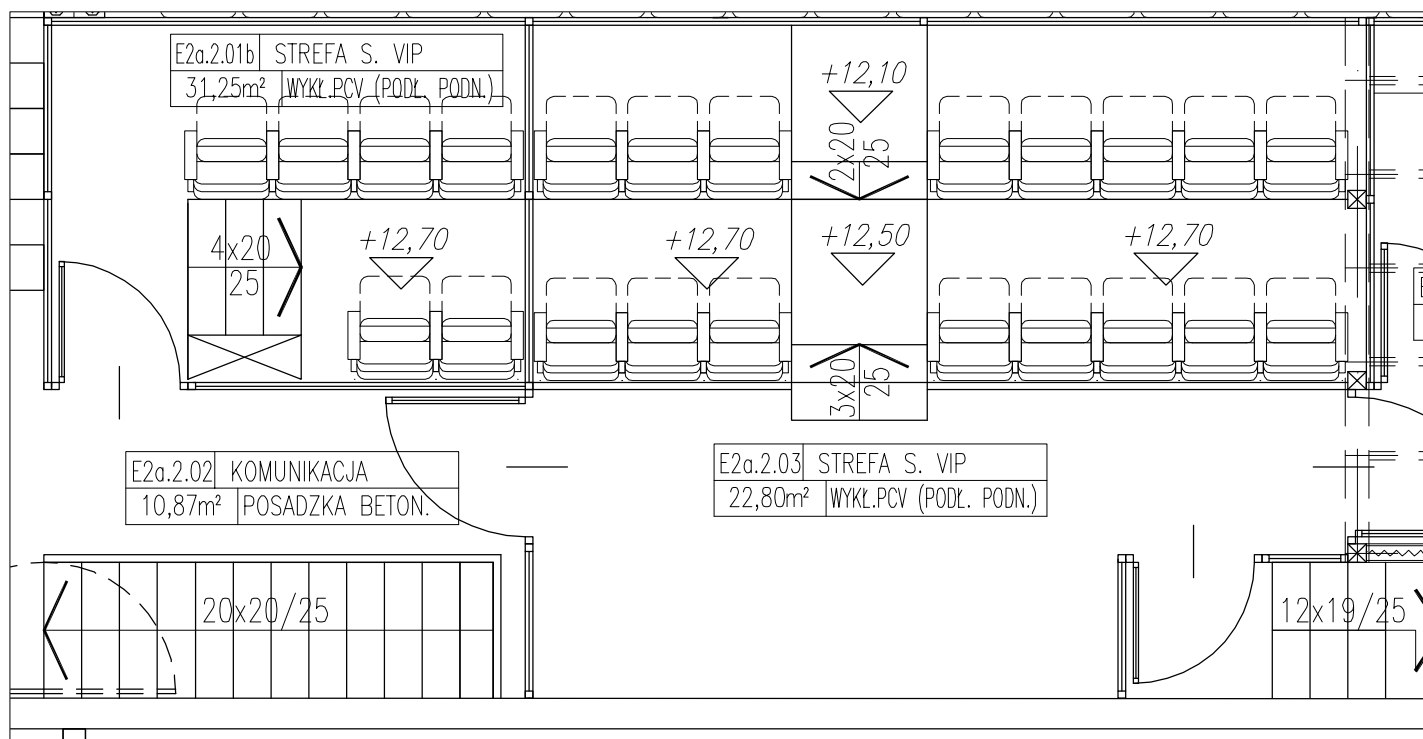 E2a.2.01b STREFA S. VIP
31,25m² WYKŁ.PCV (PODŁ. PODN.)
+12,10
2x20
25
4x20
25
+12,70
+12,70
+12,50
+12,70
3x20
25
E2a.2.02 KOMUNIKACJA
10,87m² POSADZKA BETON.
E2a.2.03 STREFA S. VIP
22,80m² WYKŁ.PCV (PODŁ. PODN.)
20x20/25
12x19/25